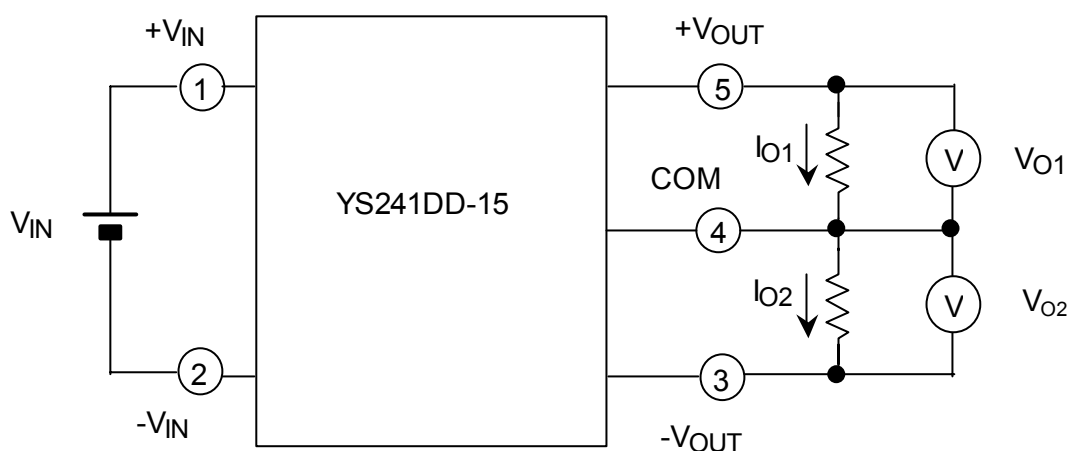 +VIN
+VOUT
1
5
IO1
V
VO1
COM
YS241DD-15
4
VIN
IO2
V
VO2
2
3
-VIN
-VOUT